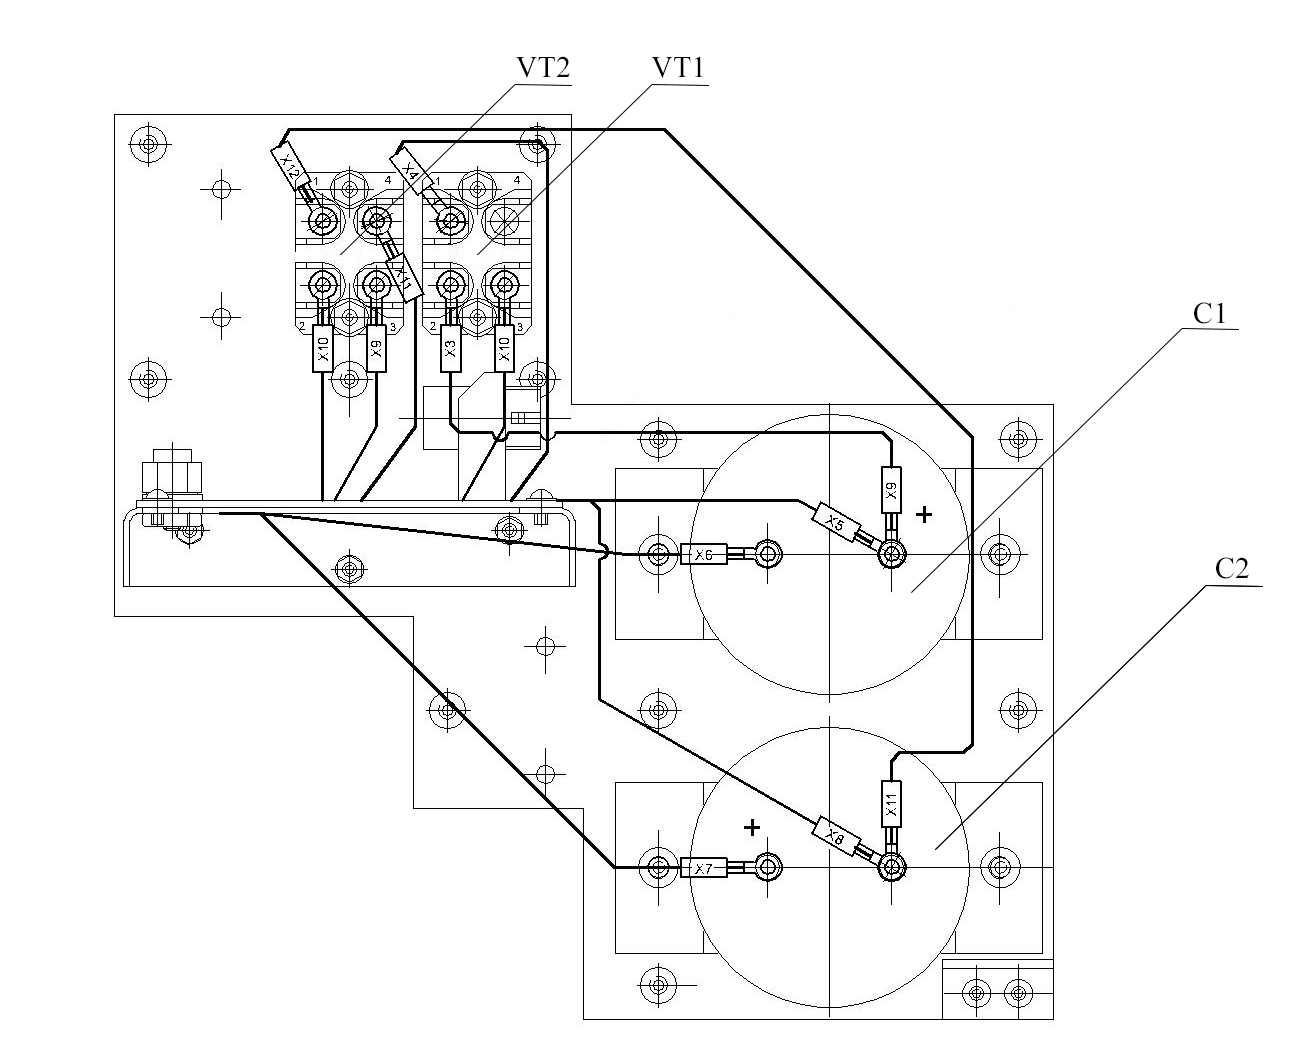 VT2 VT1
X12 1 4 X4 1 4
X11
2 3 2 3
X10 X9 X3 X10
C1
X9
+
X5
X6
C2
X11
+
X8
X7